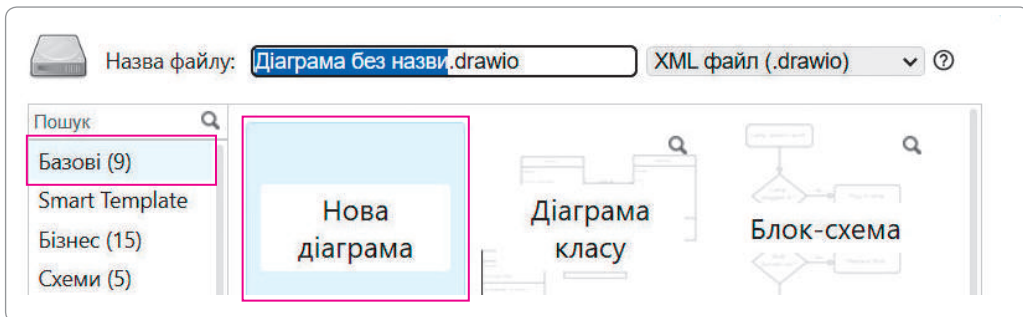 Назва файлу: Діаграма без назви.drawio XML файл (.drawio)
Пошук
Базові (9)
Smart Template
Бізнес (15)
Схеми (5)
Нова
діаграма
Діаграма
класу
Блок-схема